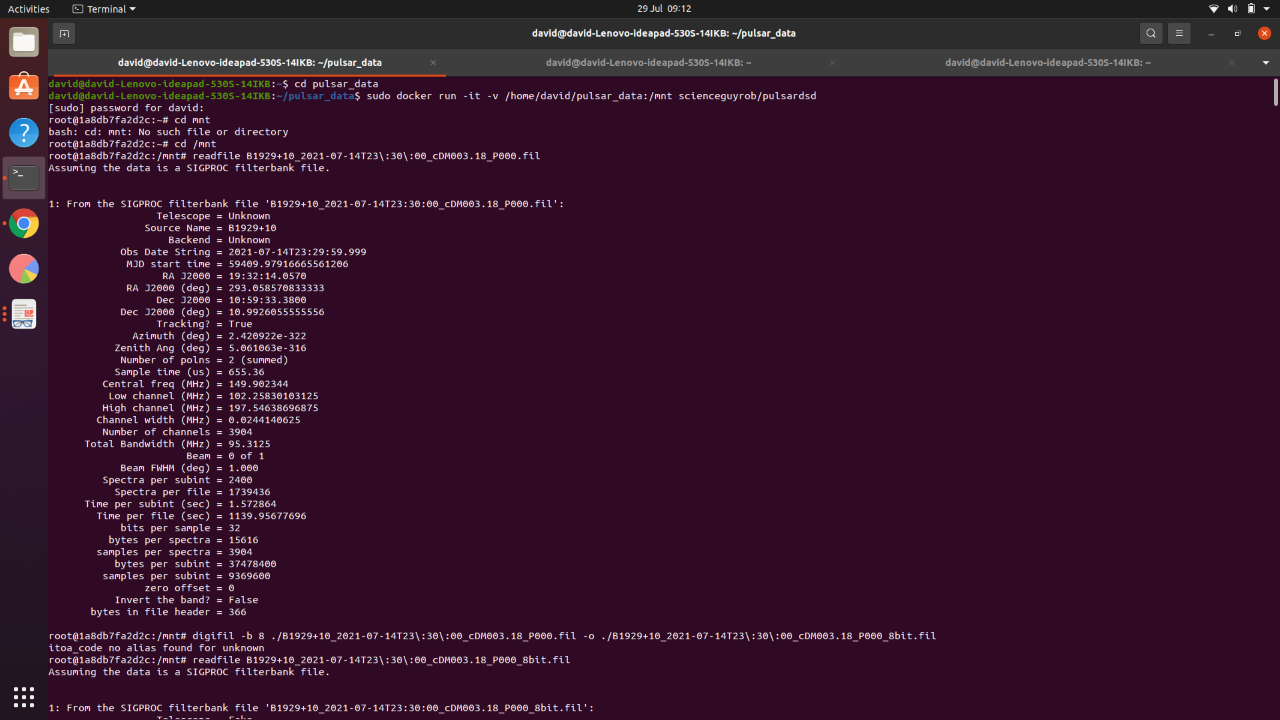 Activities
Terminal
29 Jul 09:12
david@david-Lenovo-ideapad-530S-14IKB: ~/pulsar_data
david@david-Lenovo-ideapad-530S-14IKB: ~/pulsar_data
david@david-Lenovo-ideapad-530S-14IKB: ~
david@david-Lenovo-ideapad-530S-14IKB: ~
david@david-Lenovo-ideapad-530S-14IKB:~$ cd pulsar_data
david@david-Lenovo-ideapad-530S-14IKB:~/pulsar_data$ sudo docker run -it -v /home/david/pulsar_data:/mnt scienceguyrob/pulsardsd
[sudo] password for david:
root@1a8db7fa2d2c:~# cd mnt
bash: cd: mnt: No such file or directory
root@1a8db7fa2d2c:~# cd /mnt
root@1a8db7fa2d2c:/mnt# readfile B1929+10_2021-07-14T23\:30\:00_cDM003.18_P000.fil
Assuming the data is a SIGPROC filterbank file.
1: From the SIGPROC filterbank file 'B1929+10_2021-07-14T23:30:00_cDM003.18_P000.fil':
Telescope = Unknown
Source Name = B1929+10
Backend = Unknown
Obs Date String = 2021-07-14T23:29:59.999
MJD start time = 59409.97916665561206
RA J2000 = 19:32:14.0570
RA J2000 (deg) = 293.058570833333
Dec J2000 = 10:59:33.3800
Dec J2000 (deg) = 10.9926055555556
Tracking? = True
Azimuth (deg) = 2.420922e-322
Zenith Ang (deg) = 5.061063e-316
Number of polns = 2 (summed)
Sample time (us) = 655.36
Central freq (MHz) = 149.902344
Low channel (MHz) = 102.25830103125
High channel (MHz) = 197.54638696875
Channel width (MHz) = 0.0244140625
Number of channels = 3904
Total Bandwidth (MHz) = 95.3125
Beam = 0 of 1
Beam FWHM (deg) = 1.000
Spectra per subint = 2400
Spectra per file = 1739436
Time per subint (sec) = 1.572864
Time per file (sec) = 1139.95677696
bits per sample = 32
bytes per spectra = 15616
samples per spectra = 3904
bytes per subint = 37478400
samples per subint = 9369600
zero offset = 0
Invert the band? = False
bytes in file header = 366
root@1a8db7fa2d2c:/mnt# digifil -b 8 ./B1929+10_2021-07-14T23\:30\:00_cDM003.18_P000.fil -o ./B1929+10_2021-07-14T23\:30\:00_cDM003.18_P000_8bit.fil
itoa_code no alias found for unknown
root@1a8db7fa2d2c:/mnt# readfile B1929+10_2021-07-14T23\:30\:00_cDM003.18_P000_8bit.fil
Assuming the data is a SIGPROC filterbank file.
1: From the SIGPROC filterbank file 'B1929+10_2021-07-14T23:30:00_cDM003.18_P000_8bit.fil':
Telescope = Fake